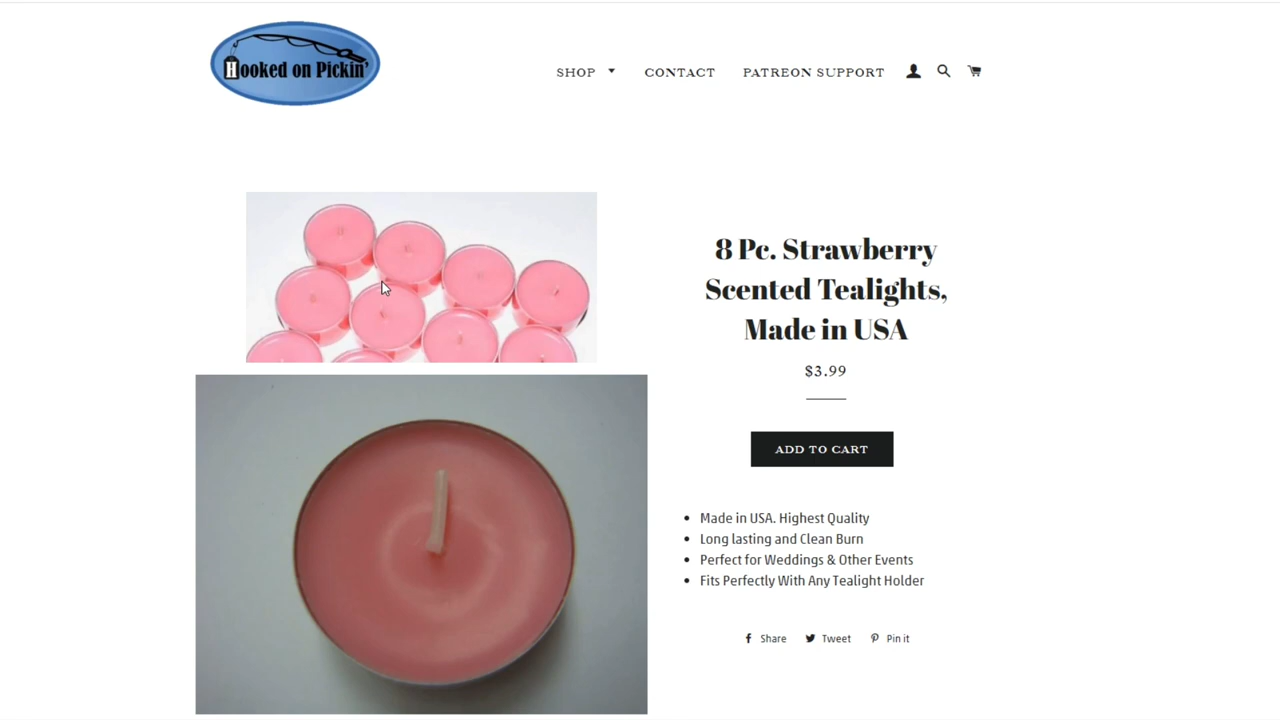 Hooked on Pickin'
SHOP
CONTACT
PATREON SUPPORT
8 Pc. Strawberry
Scented Tealights,
Made in USA
$3.99
ADD TO CART
Made in USA. Highest Quality
Long lasting and Clean Burn
Perfect for Weddings & Other Events
Fits Perfectly With Any Tealight Holder
Share
Tweet
Pin it